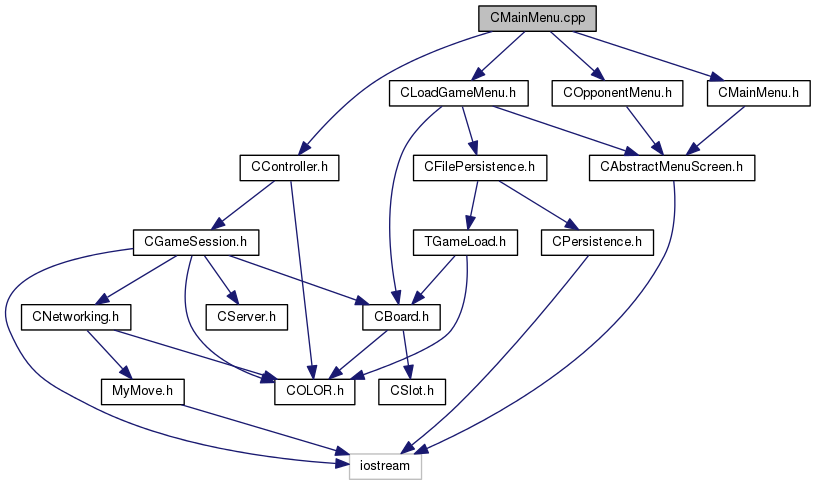 CMainMenu.cpp
CLoadGameMenu.h
COpponentMenu.h
CMainMenu.h
CController.h
CFilePersistence.h
CAbstractMenuScreen.h
CGameSession.h
TGameLoad.h
CPersistence.h
CNetworking.h
CServer.h
CBoard.h
MyMove.h
COLOR.h
CSlot.h
iostream